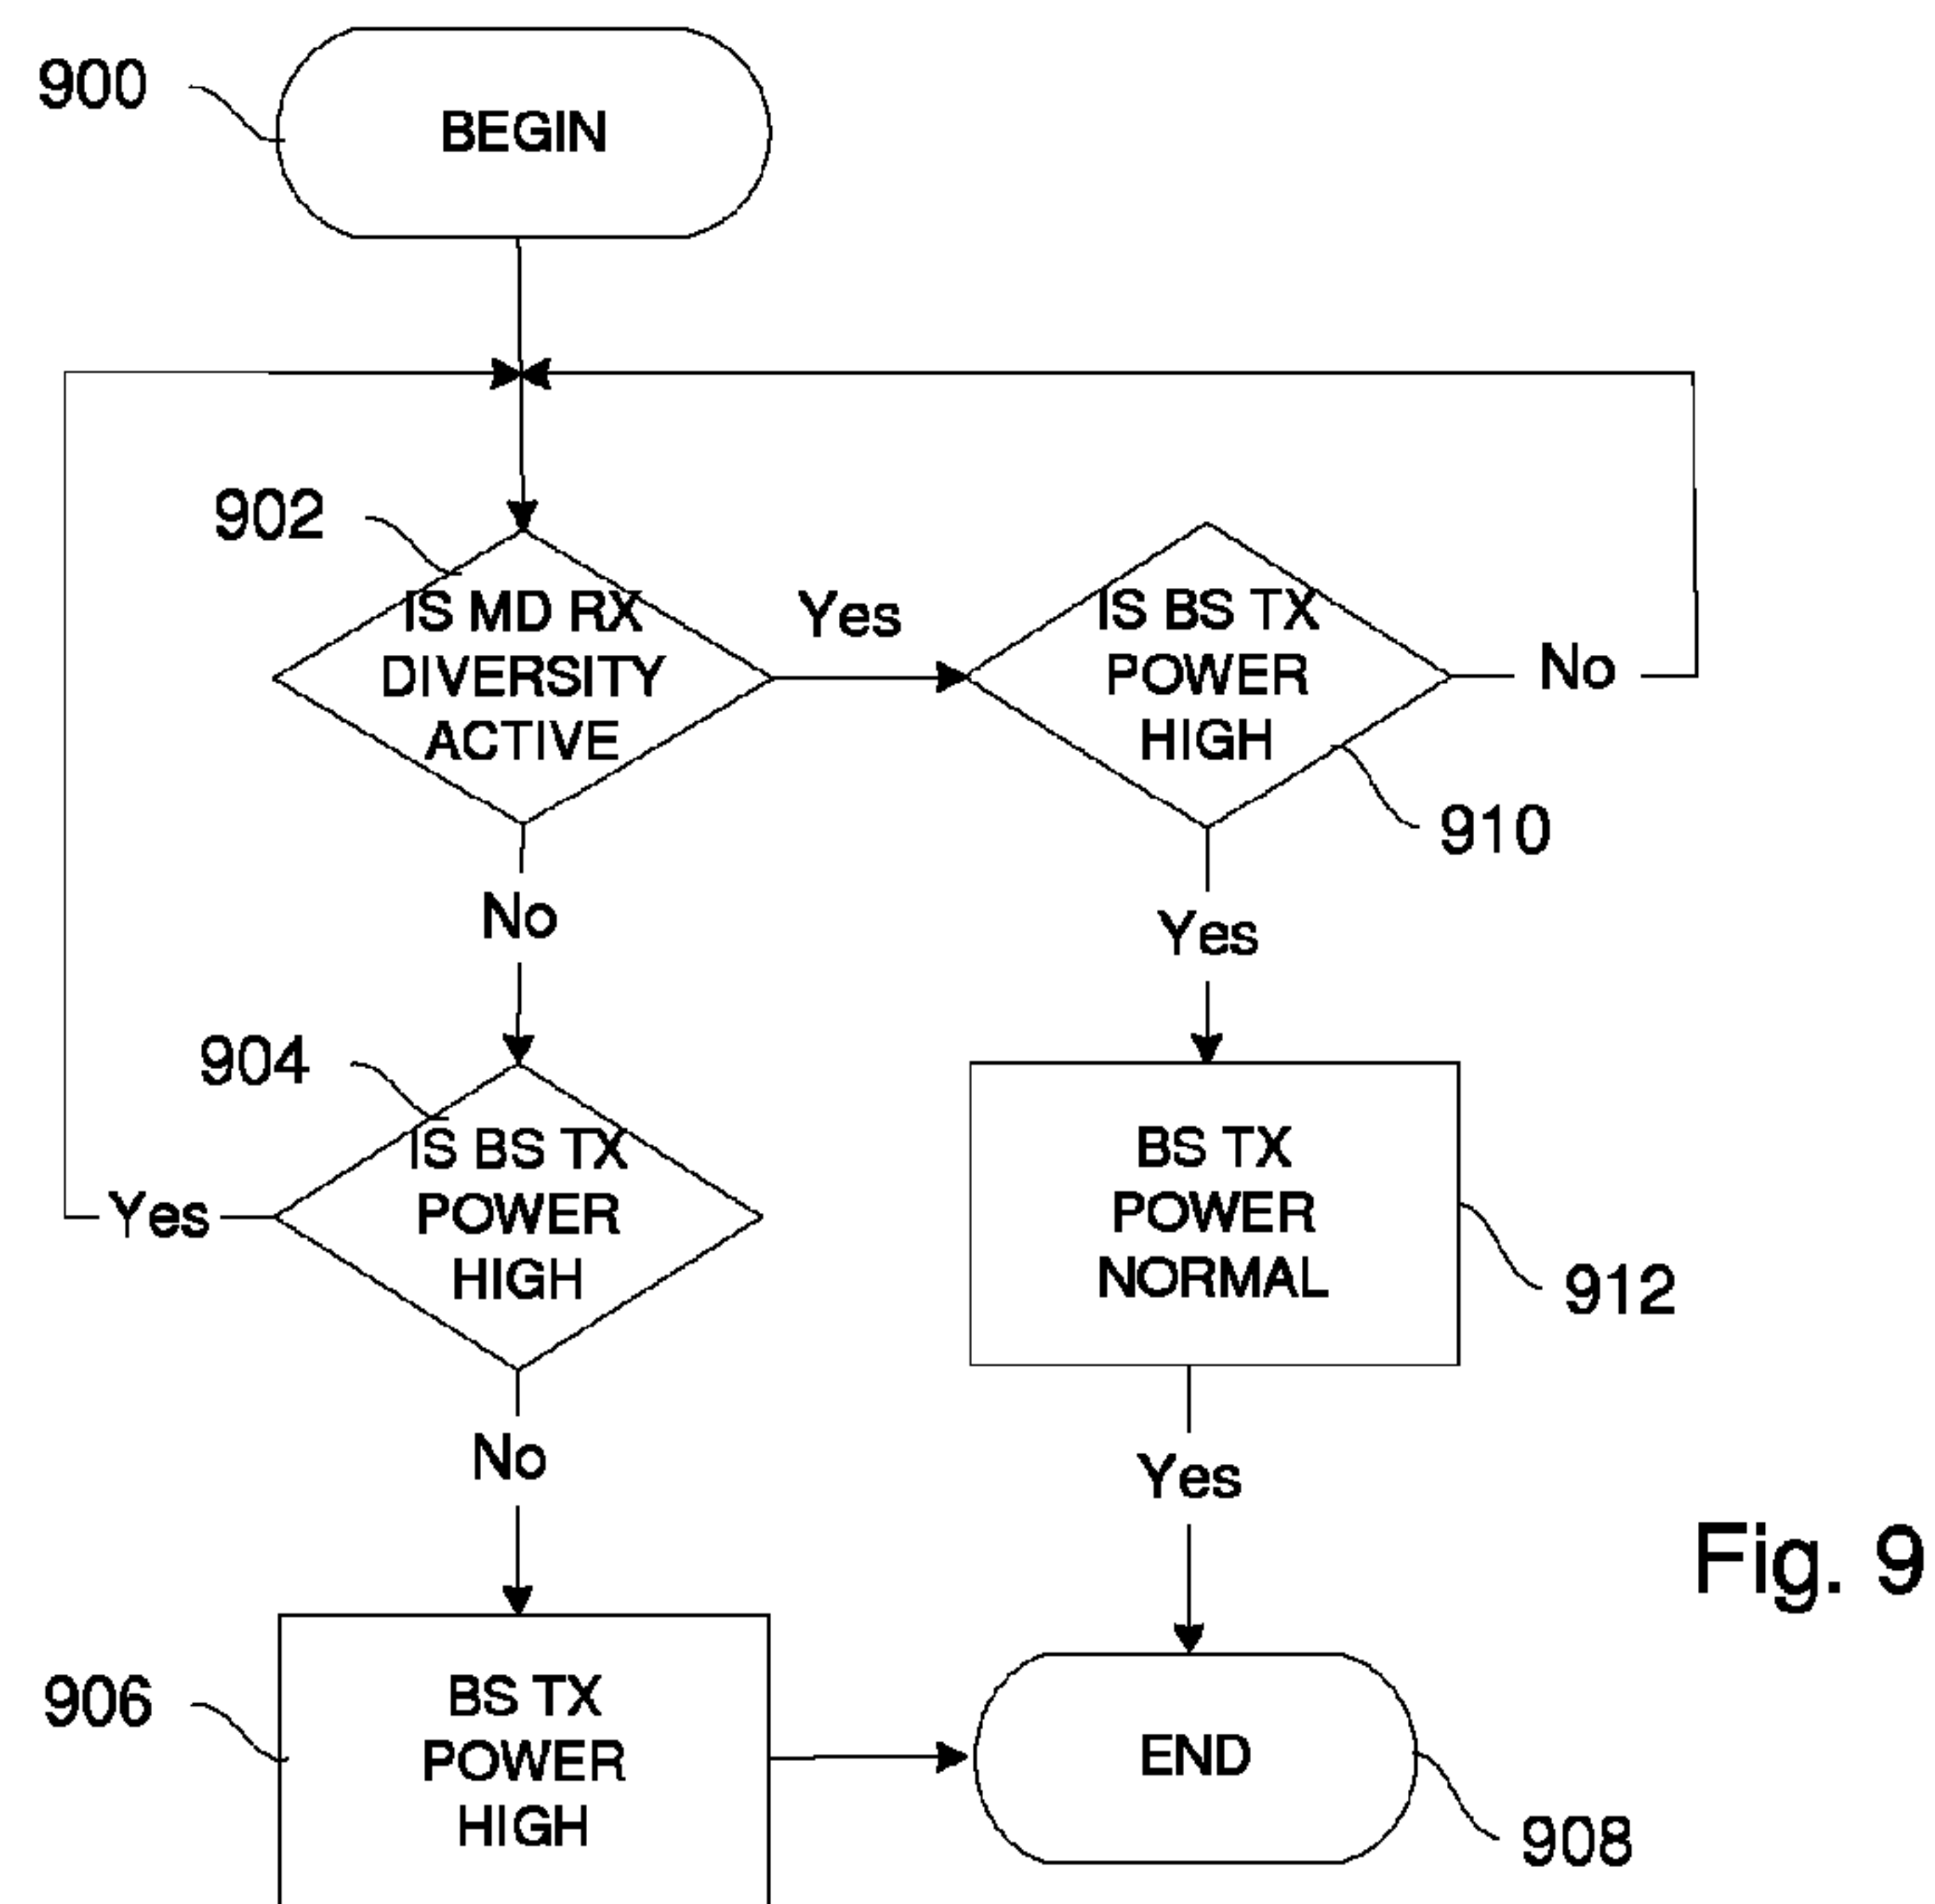 900
BEGIN
902
IS MD RX
DIVERSITY
ACTIVE
Yes
IS BS TX
POWER
HIGH
No
910
No
Yes
904
IS BS TX
POWER
HIGH
Yes
BS TX
POWER
NORMAL
912
No
Yes
Fig. 9
906
BS TX
POWER
HIGH
END
908